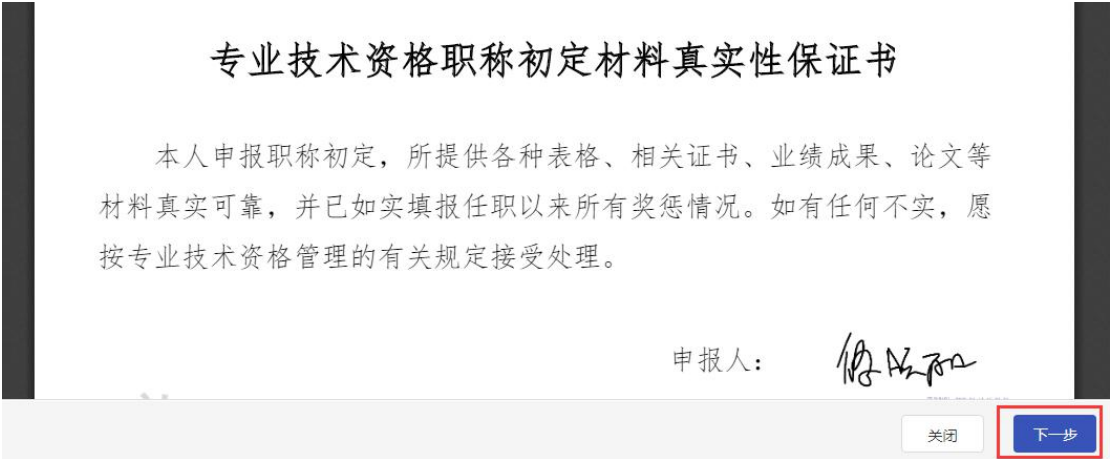 专业技术资格职称初定材料真实性保证书
本人申报职称初定，所提供各种表格、相关证书、业绩成果、论文等
材料真实可靠，并已如实填报任职以来所有奖惩情况。如有任何不实，愿
按专业技术资格管理的有关规定接受处理。
申报人：
关闭
下一步